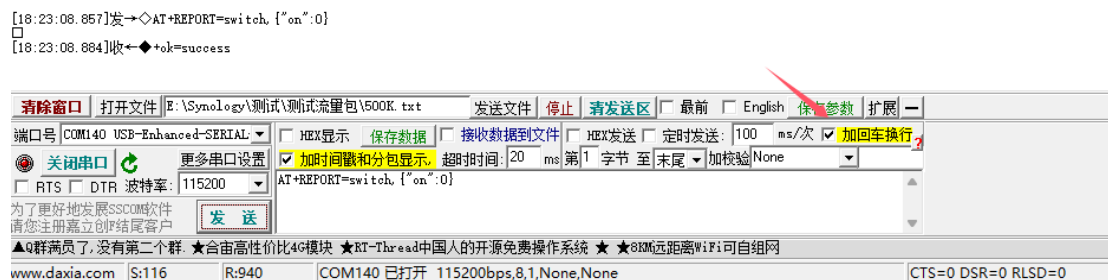 [18:23:08.857]发→◇AT+REPORT=switch,{"on":0}
□
[18:23:08.884]收←◆+ok=success
清除窗口 打开文件 E:\Synology\测试\测试流量包\500K.txt 发送文件 停止 清发送区 最前 English 保存参数 扩展 —
端口号 COM140 USB-Enhanced-SERIAL HEX显示 保存数据 接收数据到文件 HEX发送 定时发送: 100 ms/次 加回车换行 ?
关闭串口 更多串口设置 加时间戳和分包显示, 超时时间: 20 ms 第1 字节 至 末尾 加校验 None
RTS DTR 波特率: 115200 AT+REPORT=switch,{"on":0}
为了更好地发展SSCOM软件
请您注册嘉立创F结尾客户 发 送
▲Q群满员了,没有第二个群. ★合宙高性价比4G模块 ★RT-Thread中国人的开源免费操作系统 ★ ★8KM远距离WiFi可自组网
www.daxia.com S:116 R:940 COM140 已打开 115200bps,8,1,None,None CTS=0 DSR=0 RLSD=0